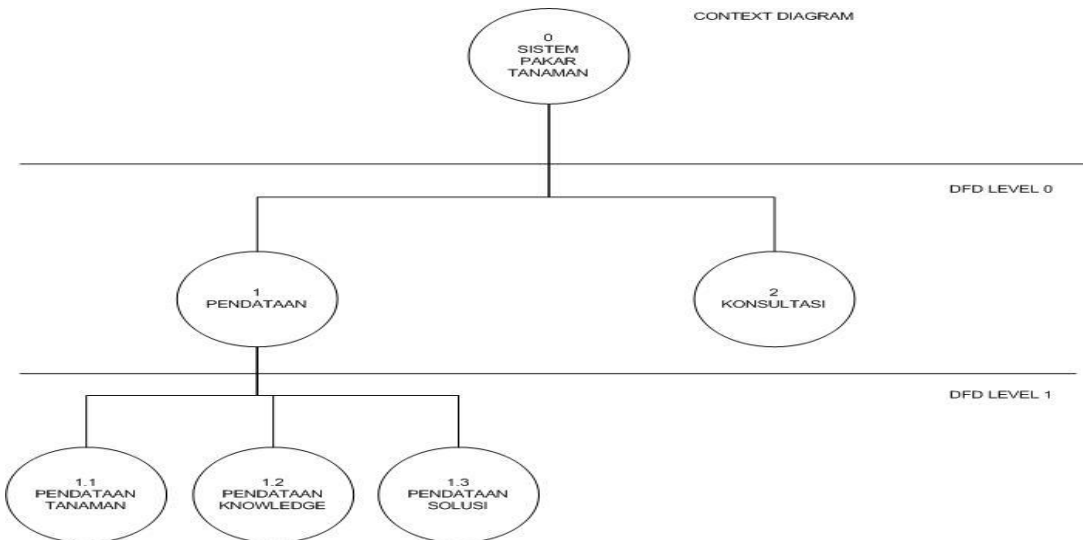 CONTEXT DIAGRAM
0
SISTEM
PAKAR
TANAMAN
DFD LEVEL 0
1
PENDATAAN
2
KONSULTASI
DFD LEVEL 1
1.1
PENDATAAN
TANAMAN
1.2
PENDATAAN
KNOWLEDGE
1.3
PENDATAAN
SOLUSI